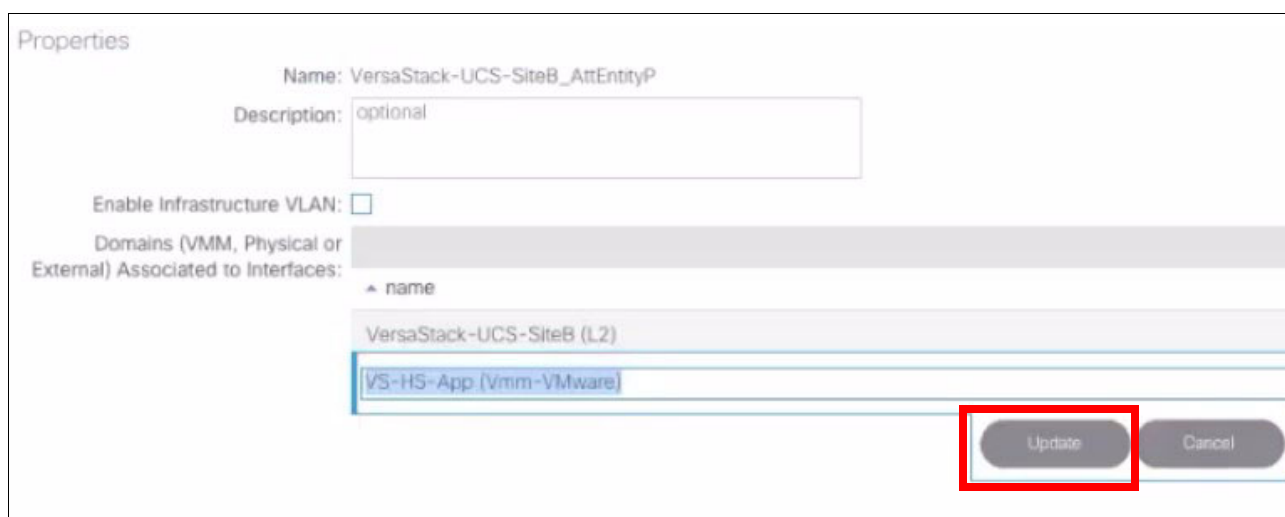 Properties
Name: VersaStack-UCS-SiteB_AttEntityP
Description: optional
Enable Infrastructure VLAN:
Domains (VMM, Physical or
External) Associated to Interfaces:
name
VersaStack-UCS-SiteB (L2)
VS-HS-App (Vmm-VMware)
Update Cancel